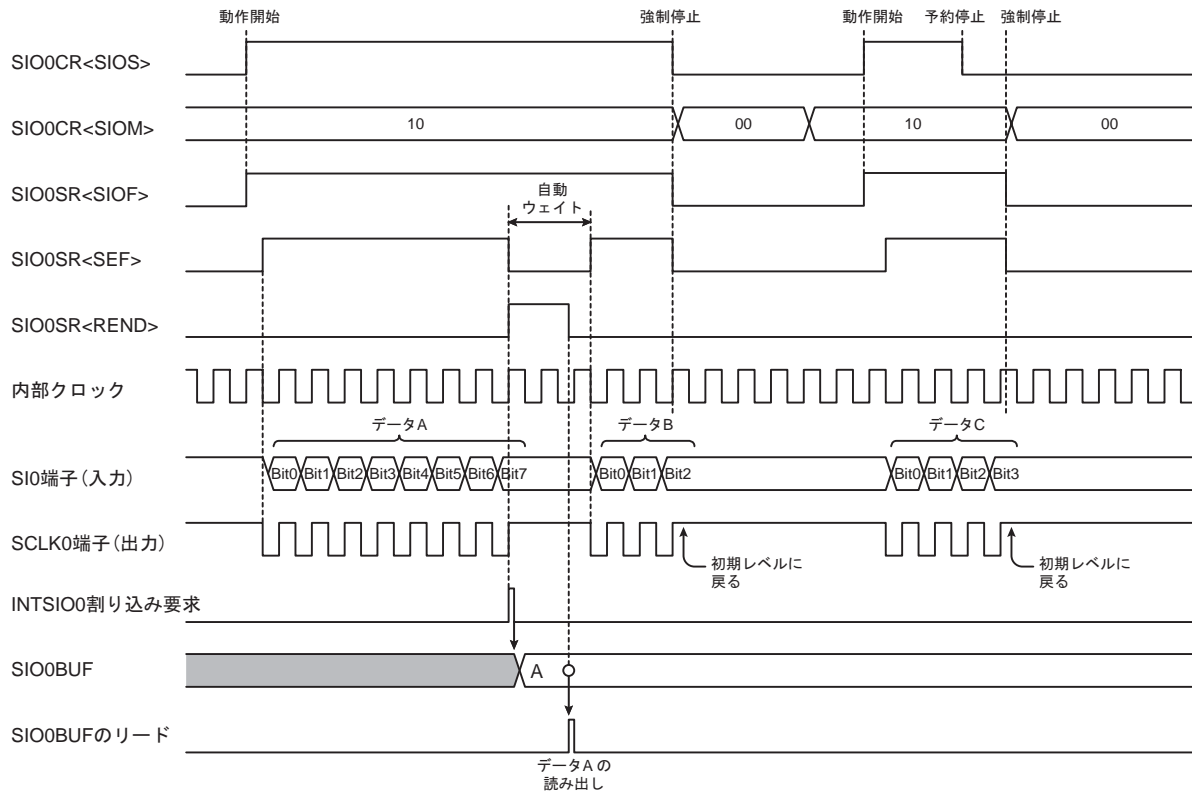 動作開始 強制停止 動作開始 予約停止 強制停止
SIO0CR<SIOS>
SIO0CR<SIOM> 10 00 10 00
SIO0SR<SIOF>
自動
ウェイト
SIO0SR<SEF>
SIO0SR<REND>
内部クロック
データA データB データC
SI0端子(入力) Bit0 Bit1 Bit2 Bit3 Bit4 Bit5 Bit6 Bit7 Bit0 Bit1 Bit2 Bit0 Bit1 Bit2 Bit3
SCLK0端子(出力)
初期レベルに 初期レベルに
戻る 戻る
INTSIO0割り込み要求
SIO0BUF A
SIO0BUFのリード
データA の
読み出し